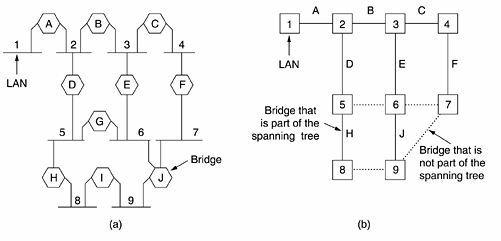 A B C
1 2 3 4
LAN
D E F
G
5 6 7
Bridge
H I J
8 9
(a)
A B C
1 2 3 4
LAN
D E F
5 6 7
Bridge that
is part of the
spanning tree
H J
8 9
Bridge that is
not part of the
spanning tree
(b)